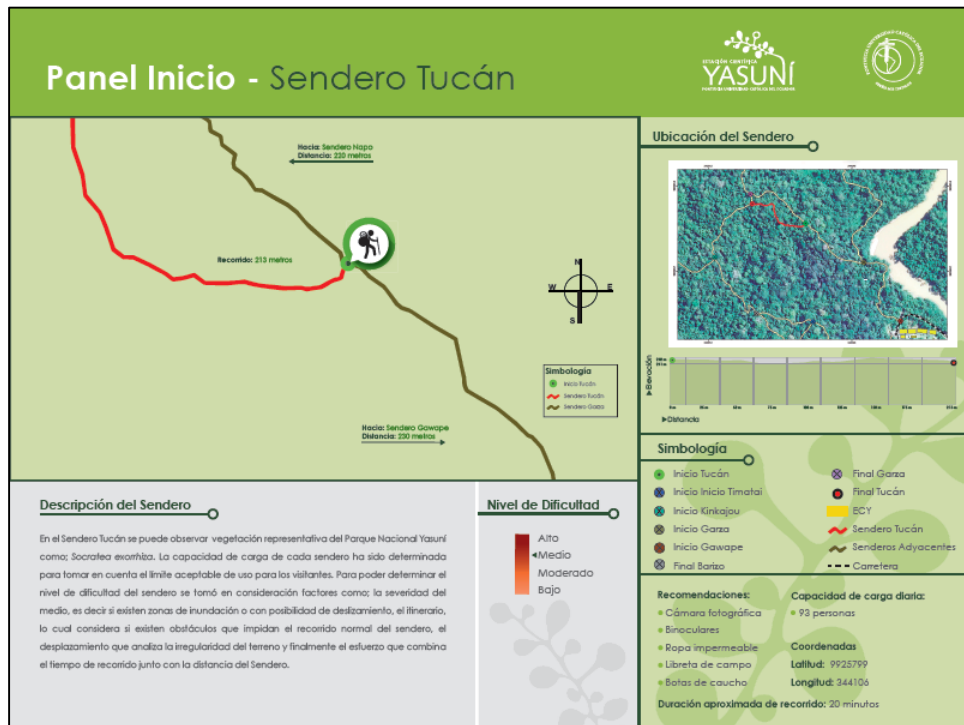 Panel Inicio - Sendero Tucán
ESTACIÓN CIENTÍFICA
YASUNÍ
PONTIFICIA UNIVERSIDAD CATÓLICA DEL ECUADOR
Hacia: Sendero Napo
Distancia: 220 metros
Recorrido: 213 metros
N
W E
S
Simbología
Inicio Tucán
Sendero Tucán
Sendero Garza
Hacia: Sendero Gawape
Distancia: 230 metros
Ubicación del Sendero
Elevación
Distancia
Simbología
Inicio Tucán
Inicio Inicio Timatai
Inicio Kinkajou
Inicio Garza
Inicio Gawape
Final Barizo
Final Garza
Final Tucán
ECY
Sendero Tucán
Senderos Adyacentes
Carretera
Descripción del Sendero
En el Sendero Tucán se puede observar vegetación representativa del Parque Nacional Yasuní
como; Socratea exorrhiza. La capacidad de carga de cada sendero ha sido determinada
para tomar en cuenta el límite aceptable de uso para los visitantes. Para poder determinar el
nivel de dificultad del sendero se tomó en consideración factores como; la severidad del
medio, es decir si existen zonas de inundación o con posibilidad de deslizamiento, el itinerario,
lo cual considera si existen obstáculos que impidan el recorrido normal del sendero, el
desplazamiento que analiza la irregularidad del terreno y finalmente el esfuerzo que combina
el tiempo de recorrido junto con la distancia del Sendero.
Nivel de Dificultad
Alto
Medio
Moderado
Bajo
Recomendaciones:
Cámara fotográfica
Binoculares
Ropa impermeable
Libreta de campo
Botas de caucho
Capacidad de carga diaria:
93 personas
Coordenadas
Latitud: 9925799
Longitud: 344106
Duración aproximada de recorrido: 20 minutos